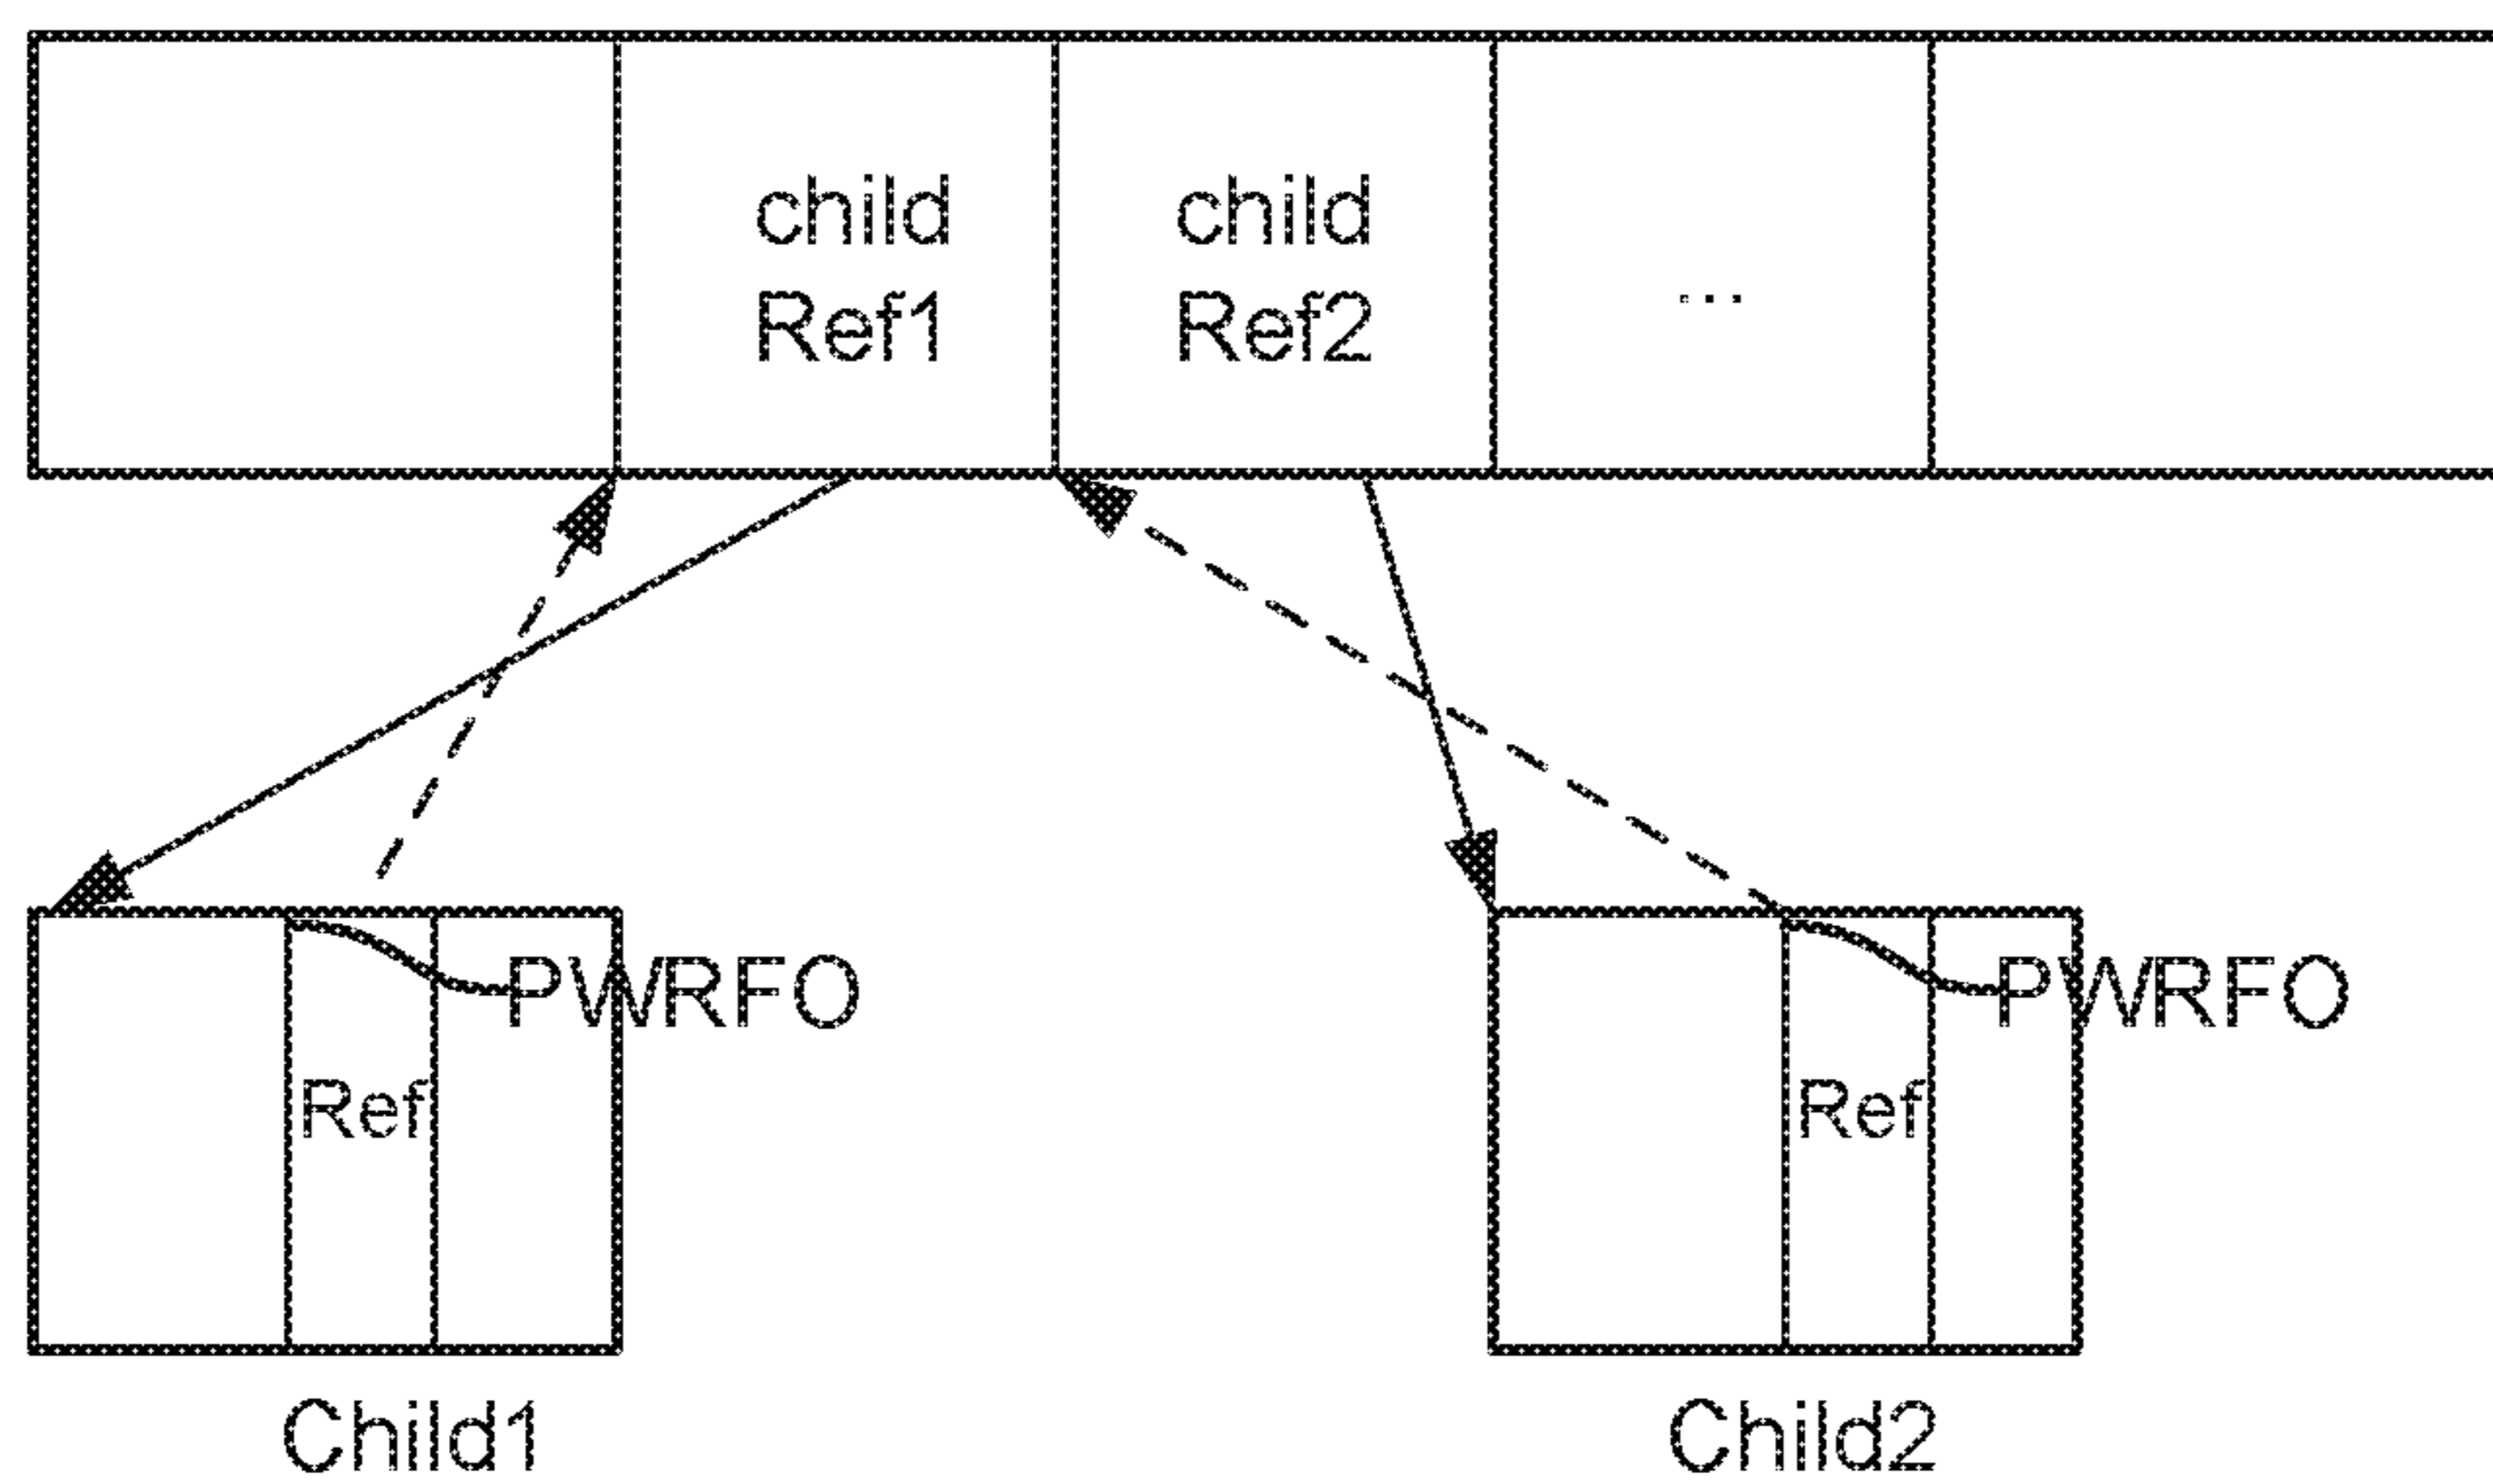 child
Ref1
child
Ref2
...
PWRFO
Ref
PWRFO
Ref
Child1
Child2